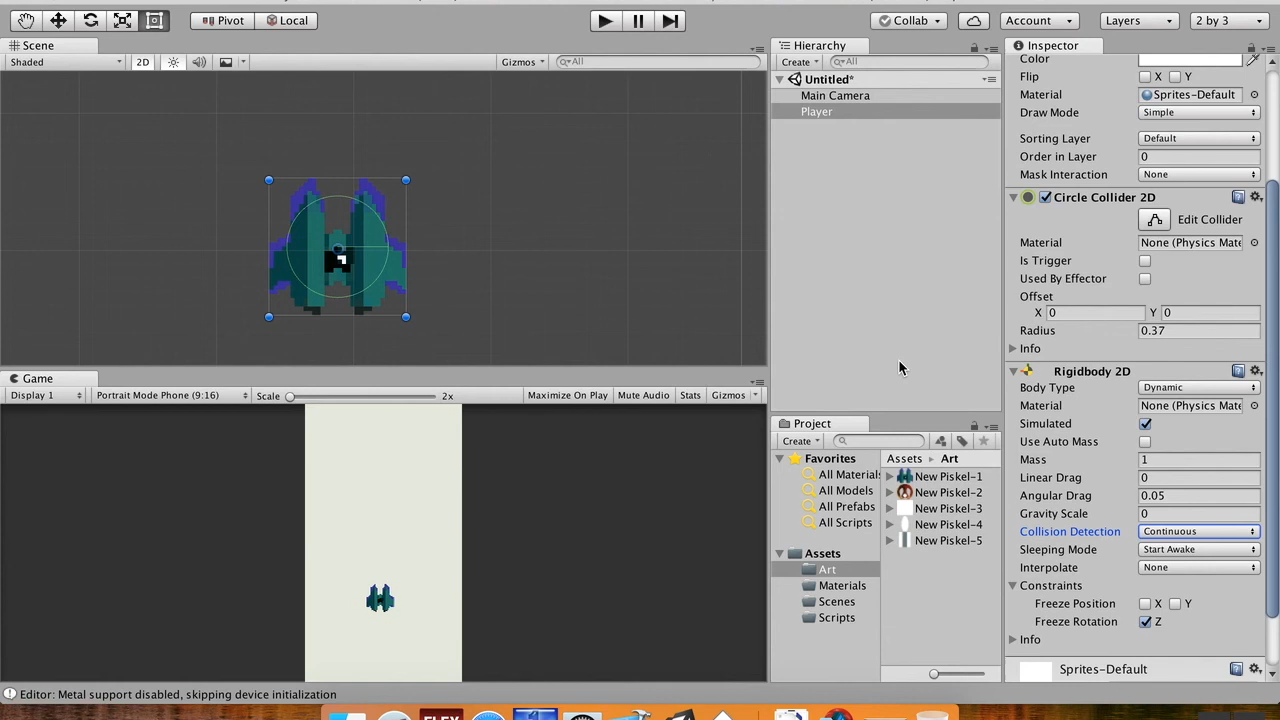 Pivot Local Collab Account Layers 2 by 3
Scene
Shaded 2D Gizmos All
Hierarchy
Create All
Untitled*
Main Camera
Player
Game
Display 1 Portrait Mode Phone (9:16) Scale 2x Maximize On Play Mute Audio Stats Gizmos
Project
Create
Favorites
All Materials
All Models
All Prefabs
All Scripts
Assets
Art
Materials
Scenes
Scripts
Assets Art
New Piskel-1
New Piskel-2
New Piskel-3
New Piskel-4
New Piskel-5
Inspector
Color
Flip X Y
Material Sprites-Default
Draw Mode Simple
Sorting Layer Default
Order in Layer 0
Mask Interaction None
Circle Collider 2D
Edit Collider
Material None (Physics Mate
Is Trigger
Used By Effector
Offset
X 0 Y 0
Radius 0.37
Info
Rigidbody 2D
Body Type Dynamic
Material None (Physics Mate
Simulated
Use Auto Mass
Mass 1
Linear Drag 0
Angular Drag 0.05
Gravity Scale 0
Collision Detection Continuous
Sleeping Mode Start Awake
Interpolate None
Constraints
Freeze Position X Y
Freeze Rotation Z
Info
Sprites-Default
Editor: Metal support disabled, skipping device initialization
FLEX